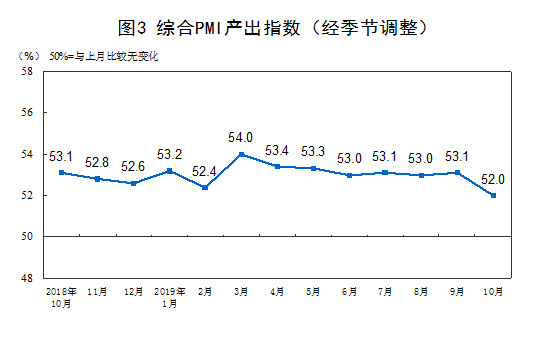 图3 综合PMI产出指数（经季节调整）
（%） 50%=与上月比较无变化
58
56
54
52
50
48
53.1
52.8
52.6
53.2
52.4
54.0
53.4
53.3
53.0
53.1
53.0
53.1
52.0
2018年
10月
11月
12月
2019年
1月
2月
3月
4月
5月
6月
7月
8月
9月
10月